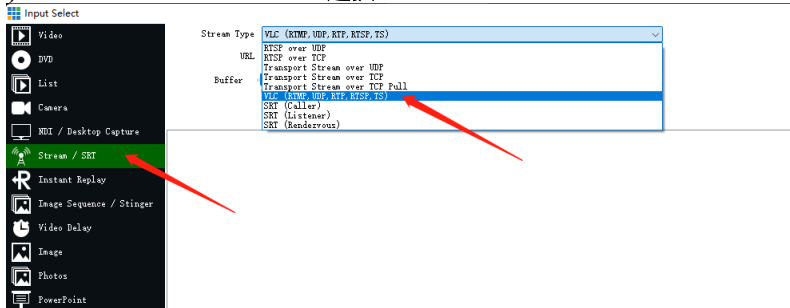 Input Select
Video
DVD
List
Camera
NDI / Desktop Capture
Stream / SRT
Instant Replay
Image Sequence / Stinger
Video Delay
Image
Photos
PowerPoint
Stream Type
VLC (RTMP, UDP, RTP, RTSP, TS)
URL
Buffer
RTSP over UDP
RTSP over TCP
Transport Stream over UDP
Transport Stream over TCP
Transport Stream over TCP Pull
VLC (RTMP, UDP, RTP, RTSP, TS)
SRT (Caller)
SRT (Listener)
SRT (Rendezvous)